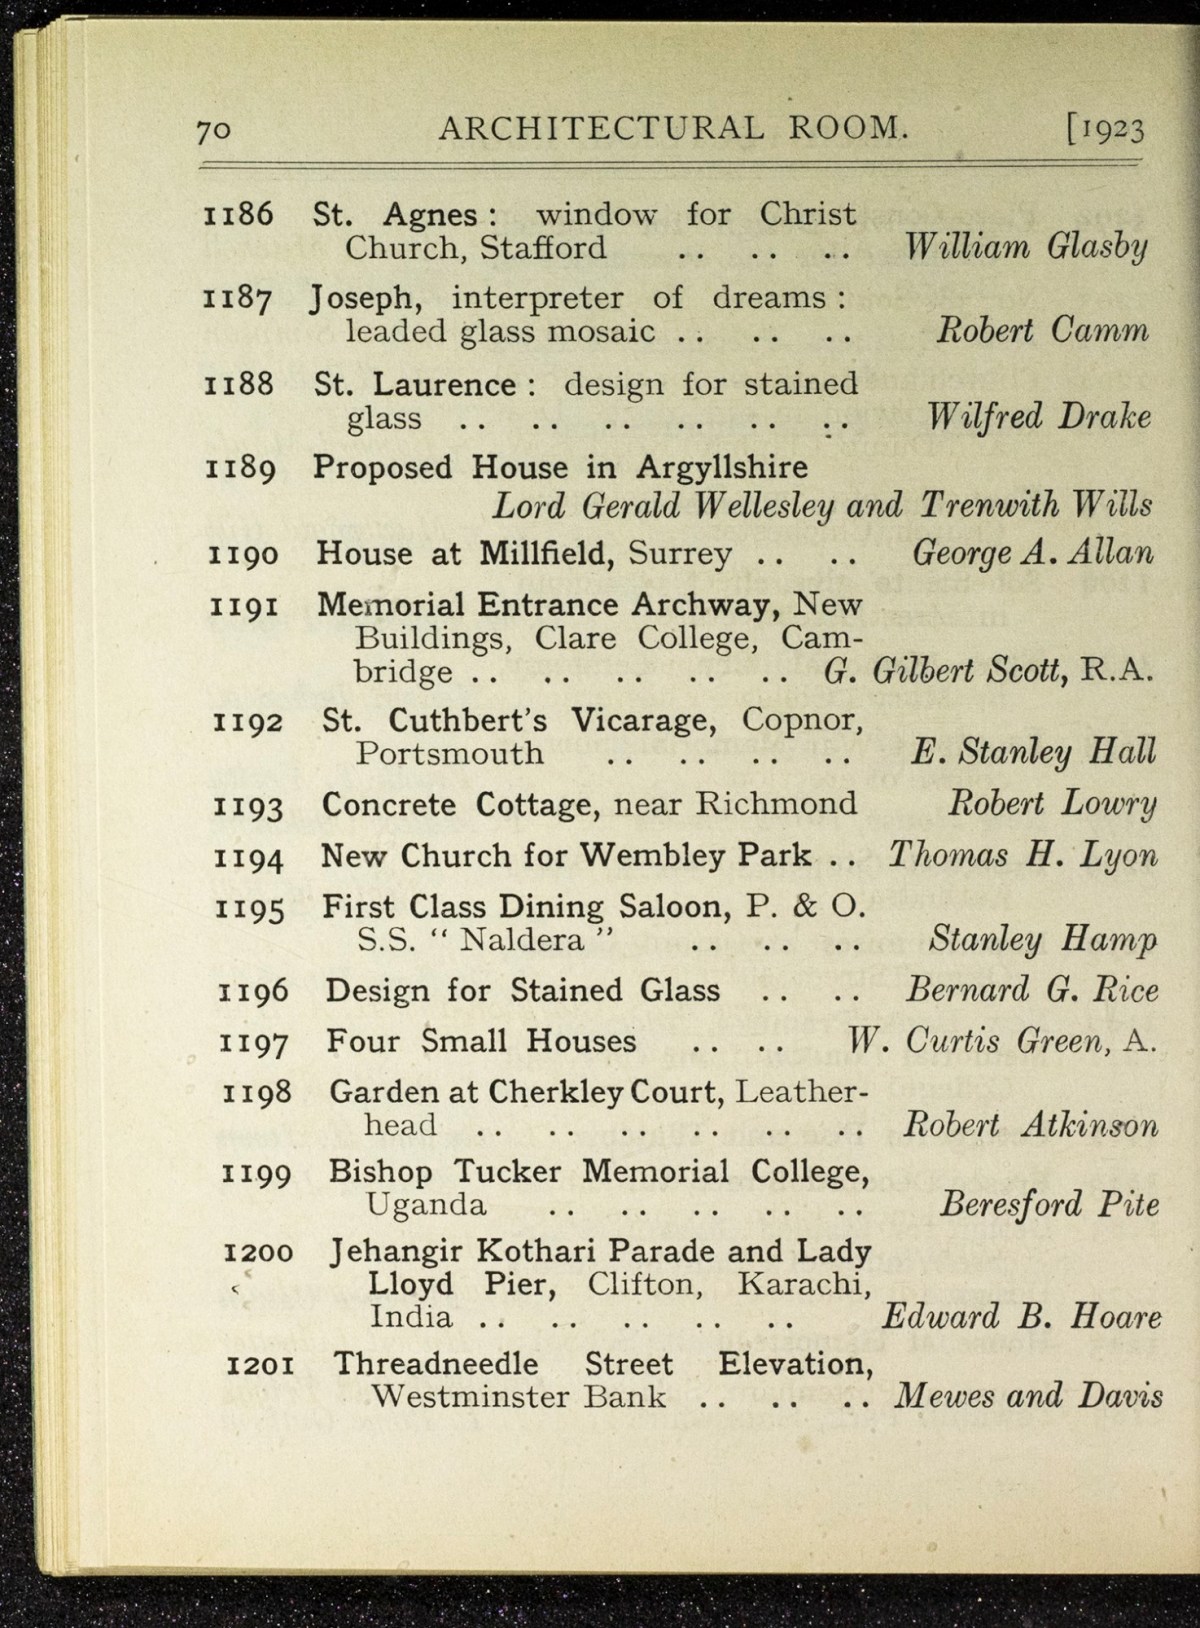 70 ARCHITECTURAL ROOM. [1923
1186 St. Agnes: window for Christ
Church, Stafford .. .. .. William Glasby
1187 Joseph, interpreter of dreams:
leaded glass mosaic .. .. .. Robert Camm
1188 St. Laurence: design for stained
glass .. .. .. .. .. .. Wilfred Drake
1189 Proposed House in Argyllshire
Lord Gerald Wellesley and Trenwith Wills
1190 House at Millfield, Surrey .. .. George A. Allan
1191 Memorial Entrance Archway, New
Buildings, Clare College, Cam-
bridge .. .. .. .. .. G. Gilbert Scott, R.A.
1192 St. Cuthbert's Vicarage, Copnor,
Portsmouth .. .. .. .. E. Stanley Hall
1193 Concrete Cottage, near Richmond Robert Lowry
1194 New Church for Wembley Park .. Thomas H. Lyon
1195 First Class Dining Saloon, P. & O.
S.S. "Naldera" .. .. .. Stanley Hamp
1196 Design for Stained Glass .. .. Bernard G. Rice
1197 Four Small Houses .. .. W. Curtis Green, A.
1198 Garden at Cherkley Court, Leather-
head .. .. .. .. .. .. Robert Atkinson
1199 Bishop Tucker Memorial College,
Uganda .. .. .. .. .. Beresford Pite
1200 Jehangir Kothari Parade and Lady
Lloyd Pier, Clifton, Karachi,
India .. .. .. .. .. Edward B. Hoare
1201 Threadneedle Street Elevation,
Westminster Bank .. .. .. Mewes and Davis